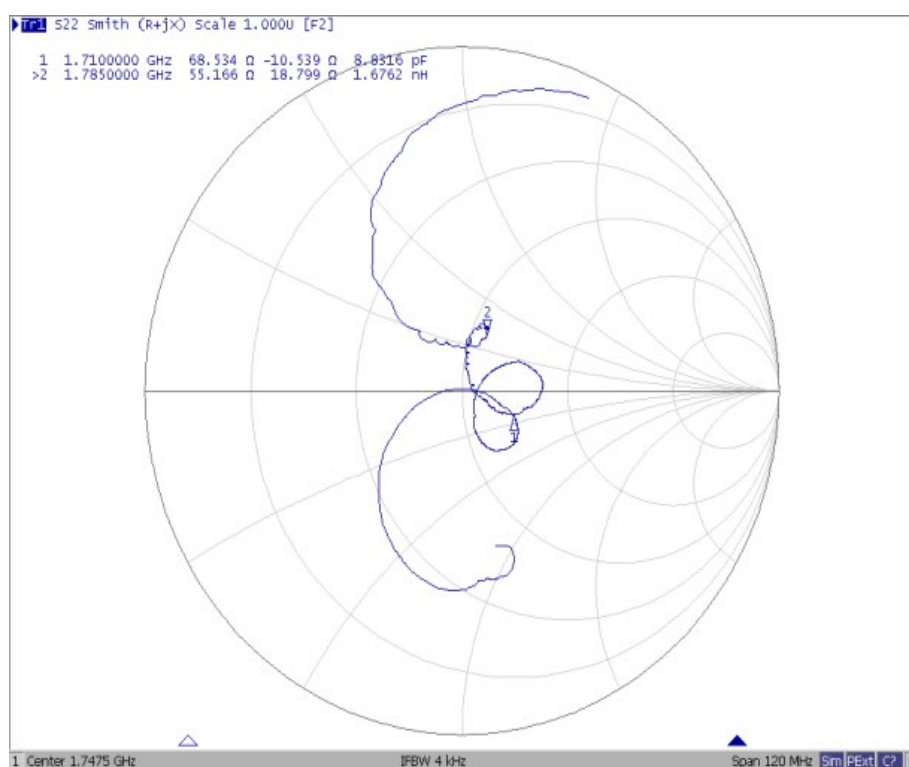 Tr1 S22 Smith (R+jX) Scale 1.000U [F2]
1 1.7100000 GHz 68.534 Ω -10.539 Ω 8.8316 pF
>2 1.7850000 GHz 55.166 Ω 18.799 Ω 1.6762 nH
2
1
1 Center 1.7475 GHz IFBW 4 kHz Span 120 MHz Sim PExt C?